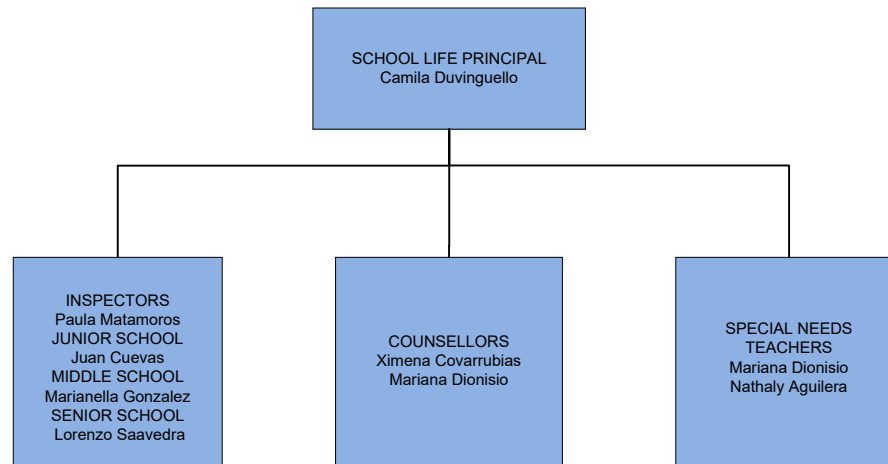 SCHOOL LIFE PRINCIPAL
Camila Duvinguello
INSPECTORS
Paula Matamoros
JUNIOR SCHOOL
Juan Cuevas
MIDDLE SCHOOL
Marianella Gonzalez
SENIOR SCHOOL
Lorenzo Saavedra
COUNSELLORS
Ximena Covarrubias
Mariana Dionisio
SPECIAL NEEDS
TEACHERS
Mariana Dionisio
Nathaly Aguilera